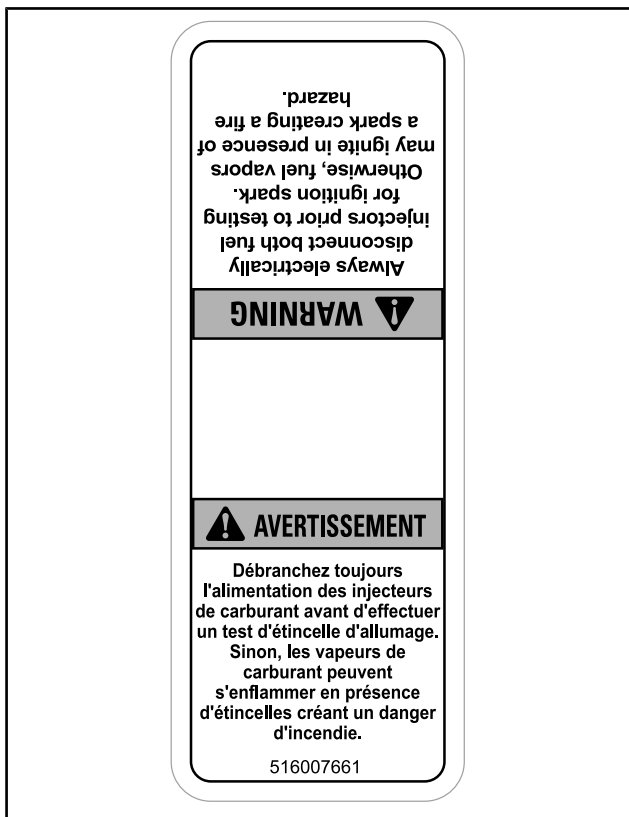 WARNING
Always electrically
disconnect both fuel
injectors prior to testing
for ignition spark.
Otherwise, fuel vapors
may ignite in presence of
a spark creating a fire
hazard.
AVERTISSEMENT
Débranchez toujours
l'alimentation des injecteurs
de carburant avant d'effectuer
un test d'étincelle d'allumage.
Sinon, les vapeurs de
carburant peuvent
s'enflammer en présence
d'étincelles créant un danger
d'incendie.
516007661